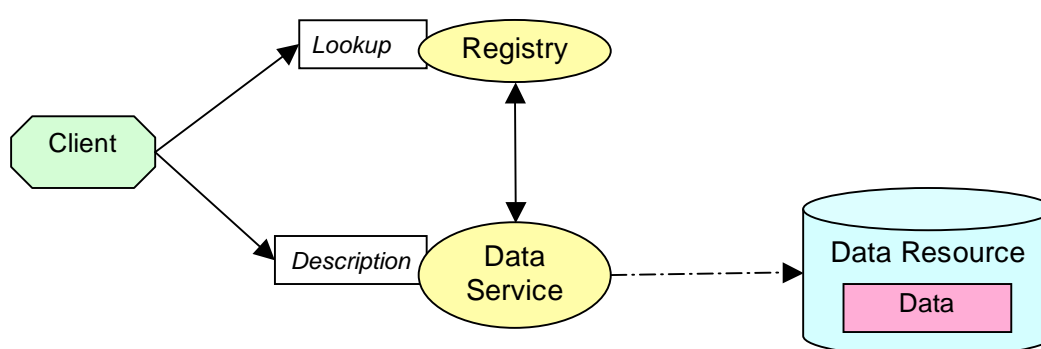 Lookup
Registry
Client
Description
Data
Service
Data Resource
Data